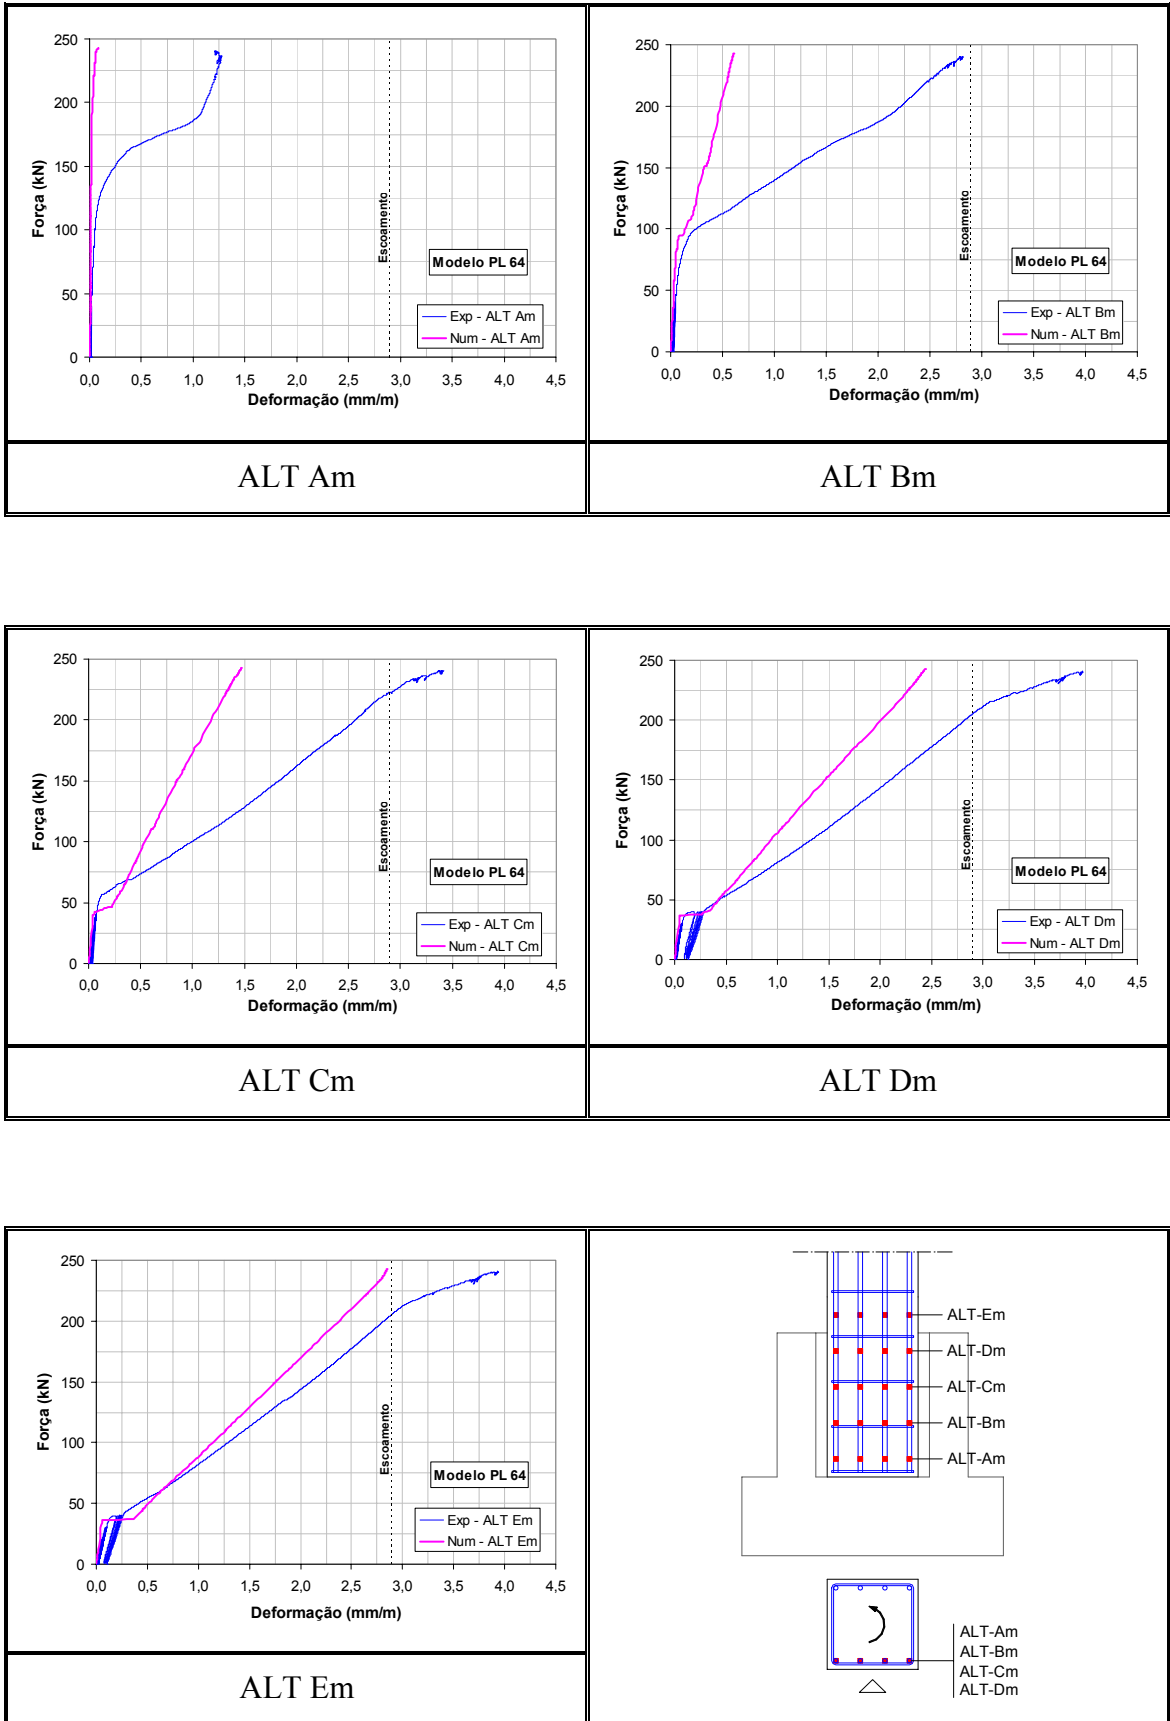 250
200
150
100
50
0
Força (kN)
Escoamento
Modelo PL 64
Exp - ALT Am
Num - ALT Am
0,0 0,5 1,0 1,5 2,0 2,5 3,0 3,5 4,0 4,5
Deformação (mm/m)
ALT Am
250
200
150
100
50
0
Força (kN)
Escoamento
Modelo PL 64
Exp - ALT Bm
Num - ALT Bm
0,0 0,5 1,0 1,5 2,0 2,5 3,0 3,5 4,0 4,5
Deformação (mm/m)
ALT Bm
250
200
150
100
50
0
Força (kN)
Escoamento
Modelo PL 64
Exp - ALT Cm
Num - ALT Cm
0,0 0,5 1,0 1,5 2,0 2,5 3,0 3,5 4,0 4,5
Deformação (mm/m)
ALT Cm
250
200
150
100
50
0
Força (kN)
Escoamento
Modelo PL 64
Exp - ALT Dm
Num - ALT Dm
0,0 0,5 1,0 1,5 2,0 2,5 3,0 3,5 4,0 4,5
Deformação (mm/m)
ALT Dm
250
200
150
100
50
0
Força (kN)
Escoamento
Modelo PL 64
Exp - ALT Em
Num - ALT Em
0,0 0,5 1,0 1,5 2,0 2,5 3,0 3,5 4,0 4,5
Deformação (mm/m)
ALT Em
ALT-Em
ALT-Dm
ALT-Cm
ALT-Bm
ALT-Am
ALT-Am
ALT-Bm
ALT-Cm
ALT-Dm